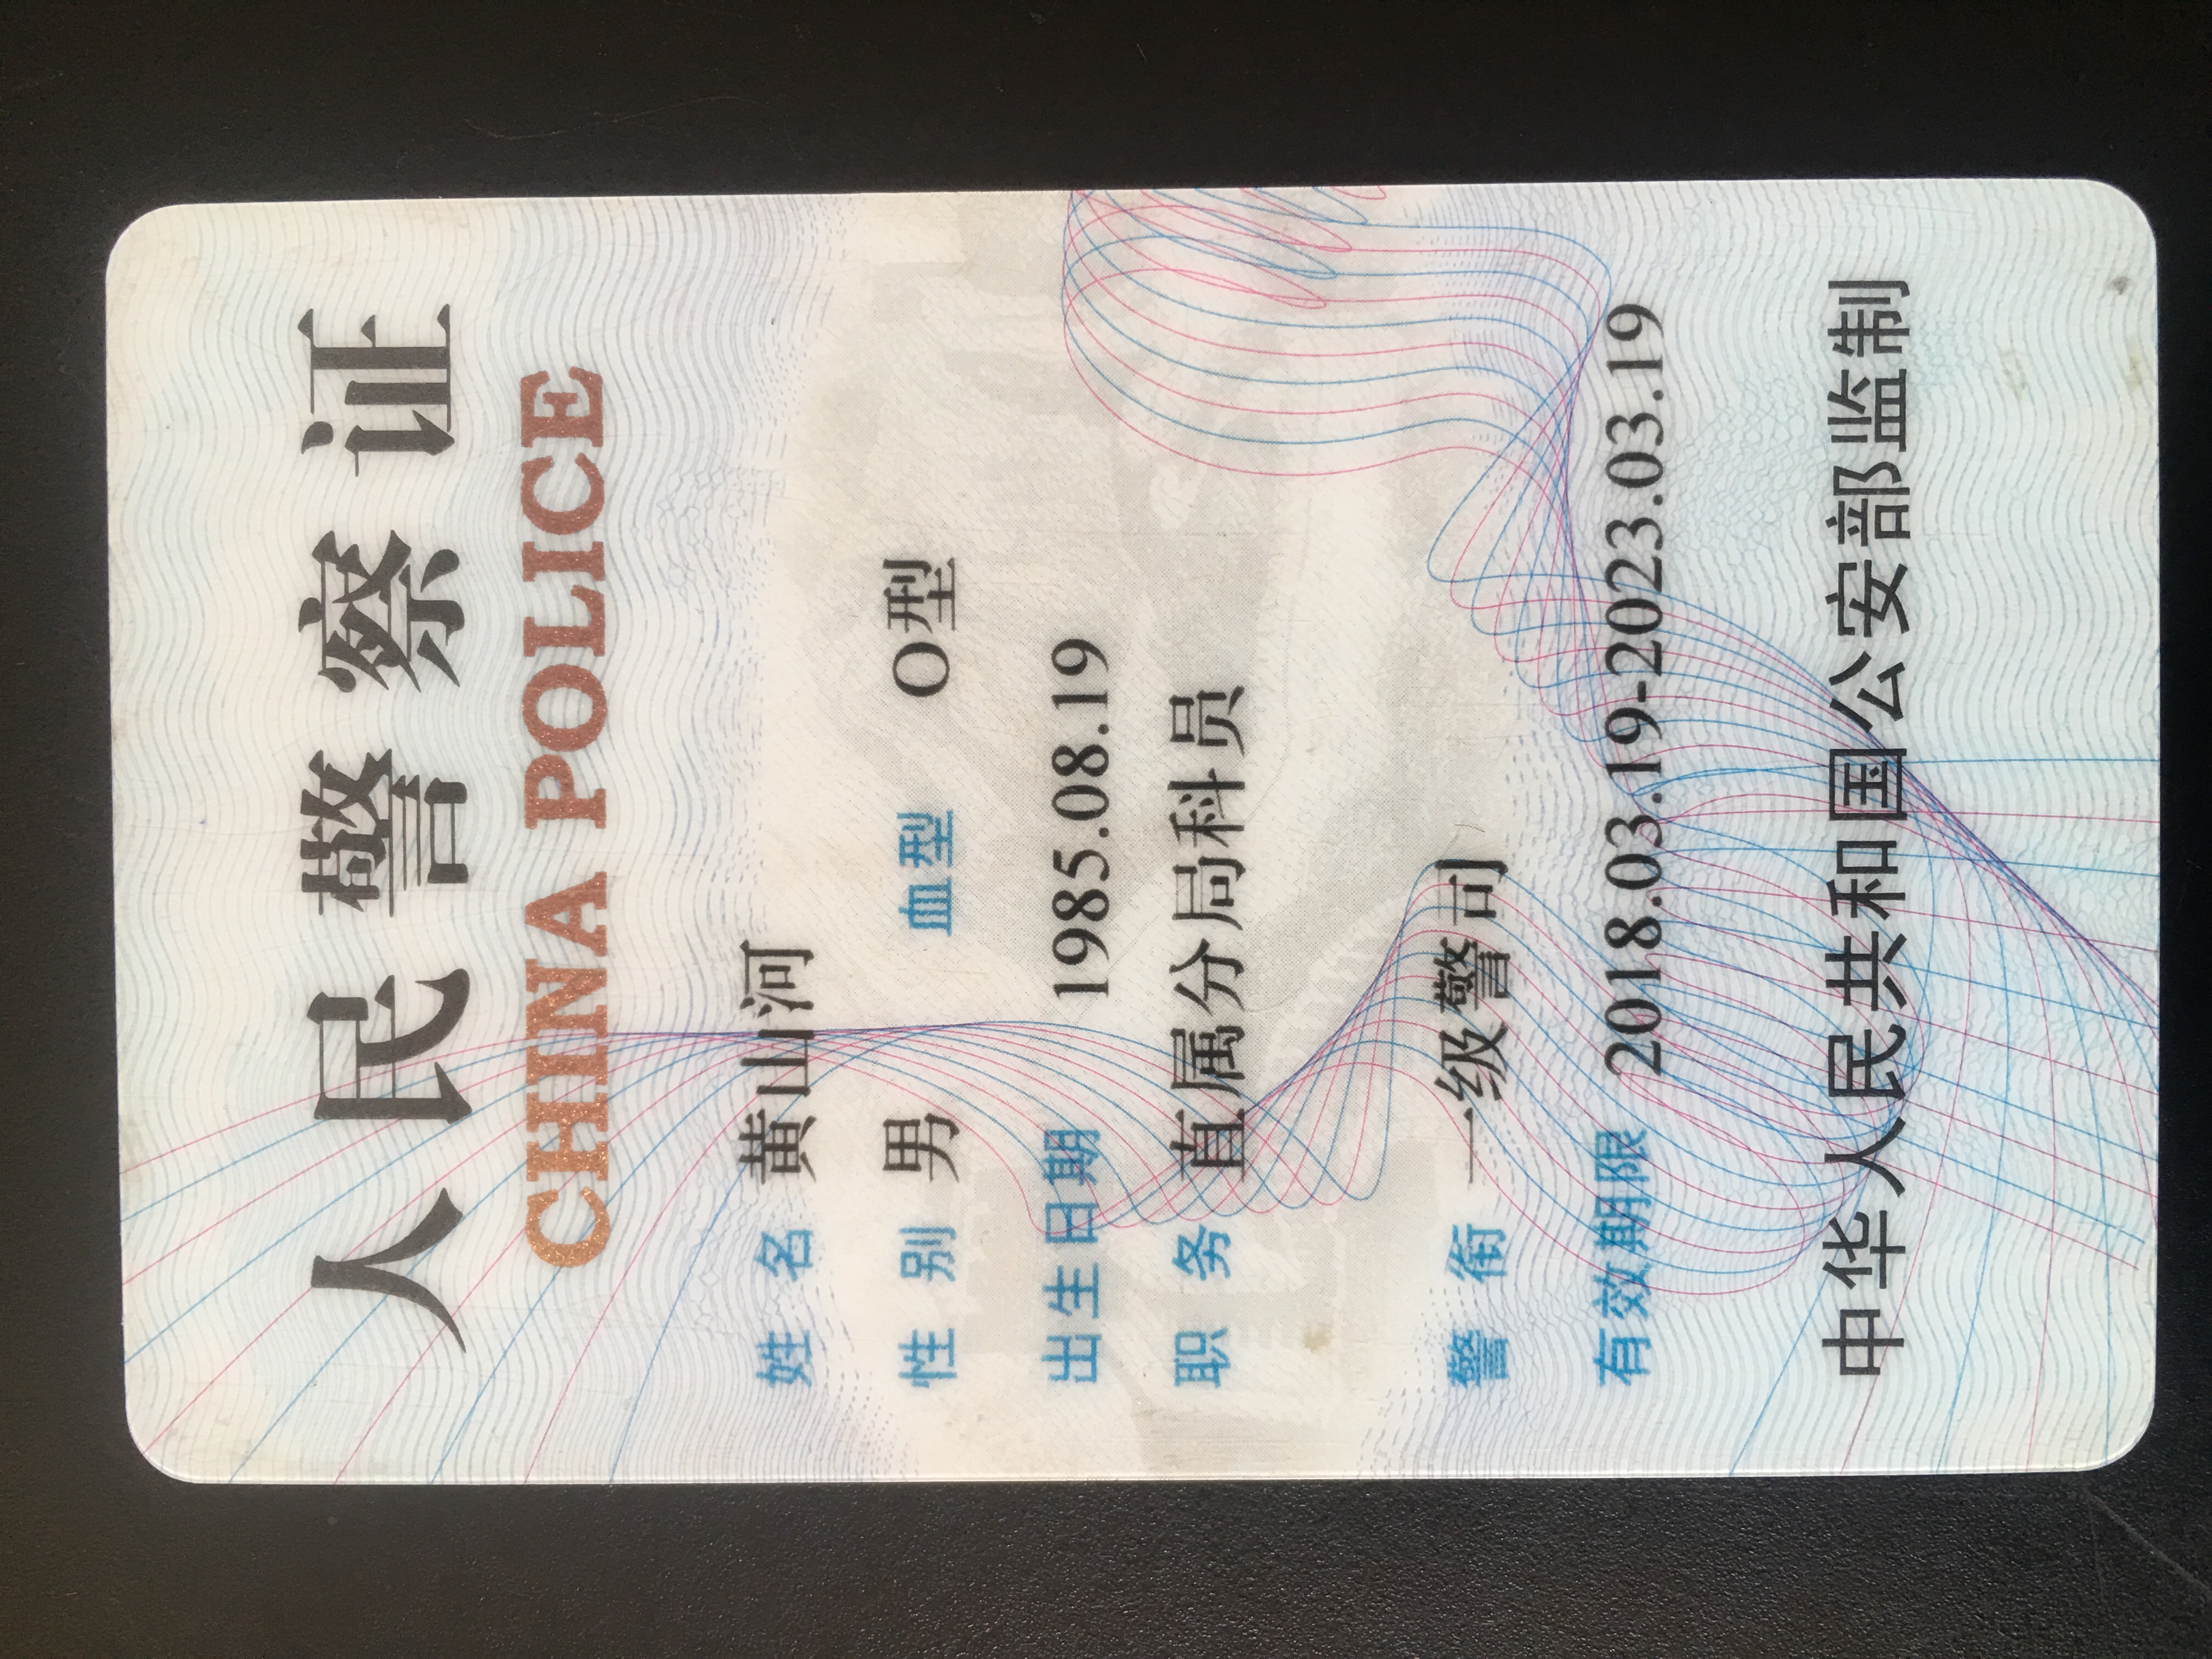 人民警察证
CHINA POLICE
姓名 黄山河
性别 男 血型 O型
出生日期 1985.08.19
职务 直属分局科员
警衔 一级警司
有效期限 2018.03.19-2023.03.19
中华人民共和国公安部监制